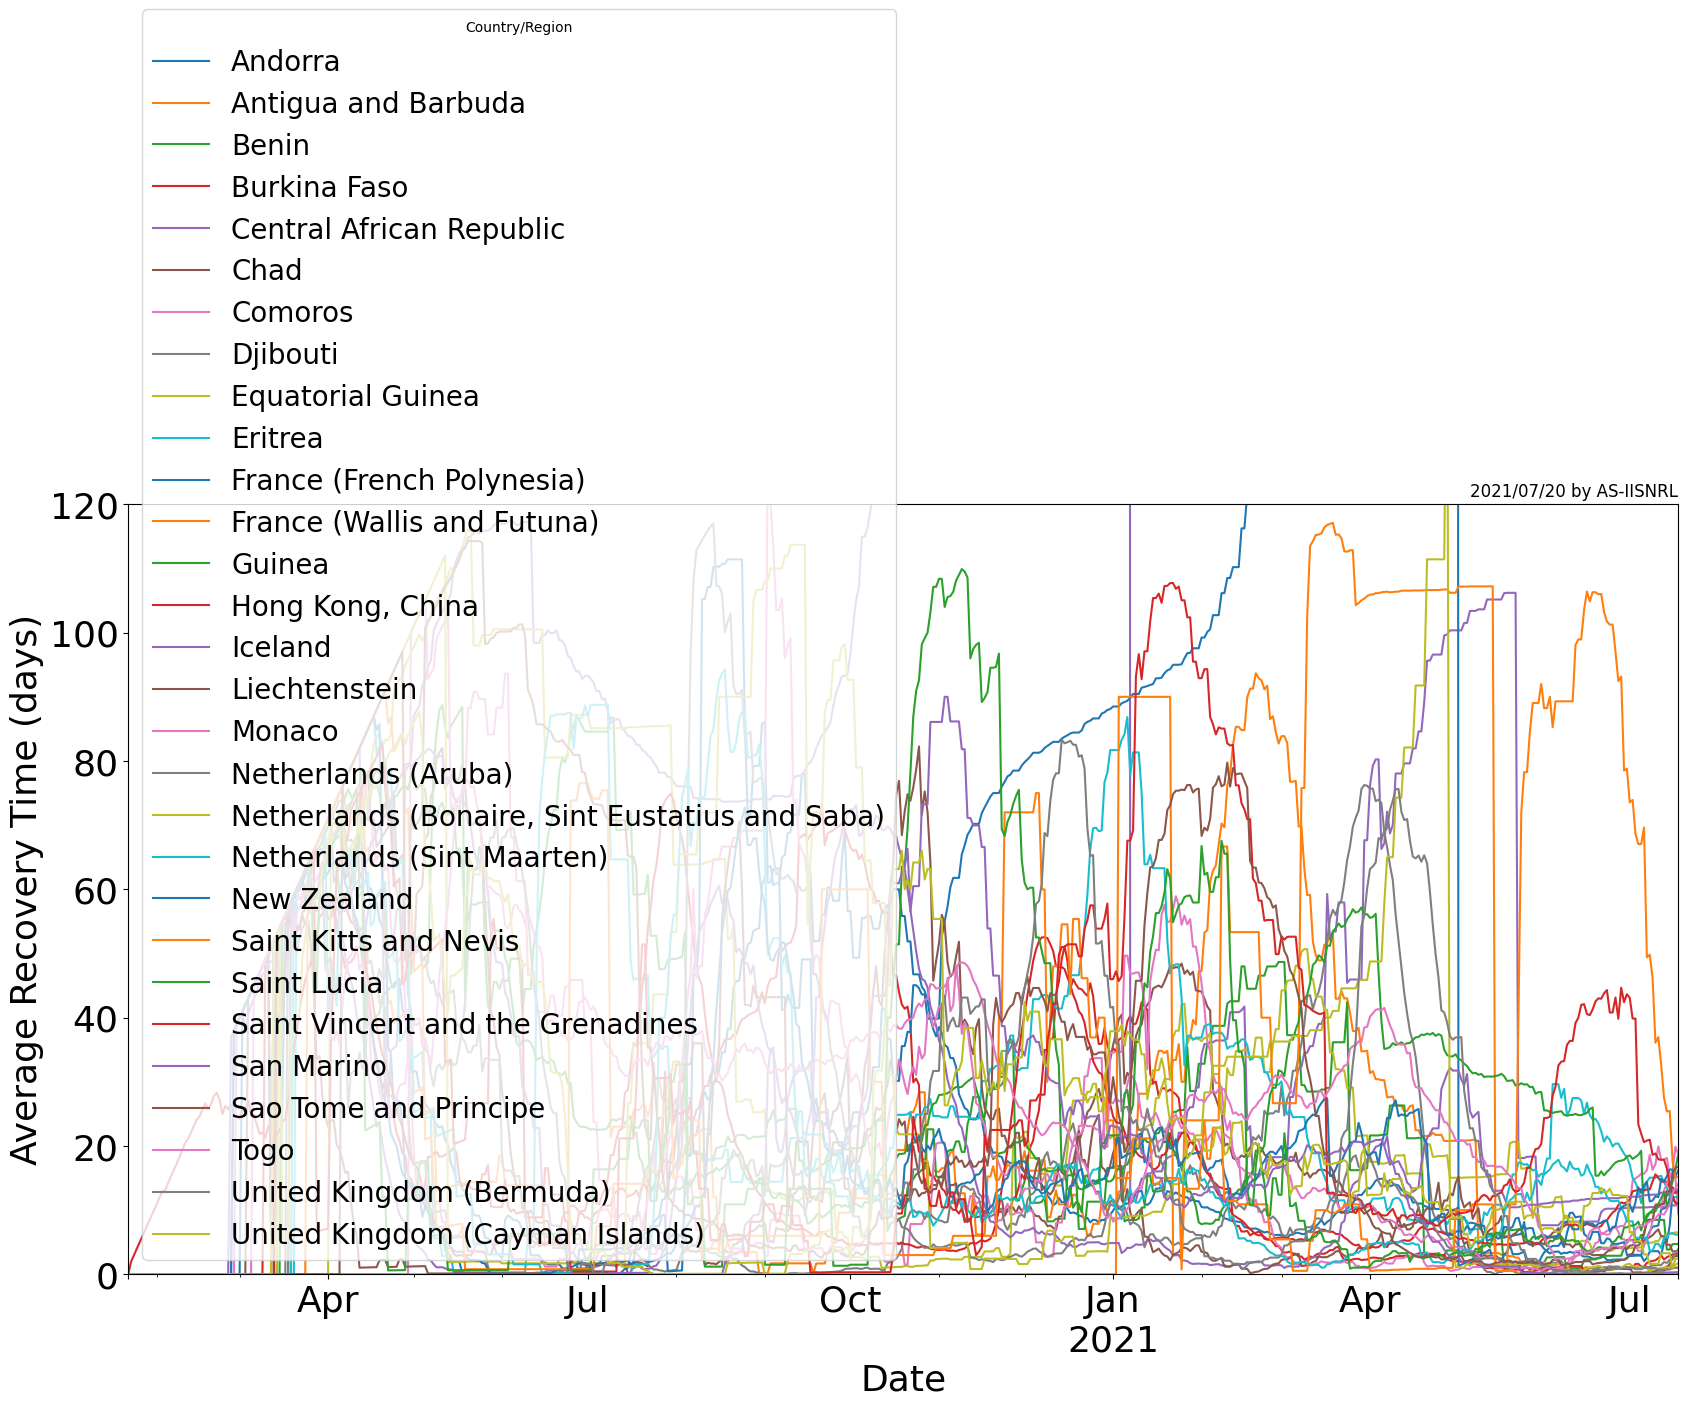 Country/Region
Andorra
Antigua and Barbuda
Benin
Burkina Faso
Central African Republic
Chad
Comoros
Djibouti
Equatorial Guinea
Eritrea
France (French Polynesia)
France (Wallis and Futuna)
Guinea
Hong Kong, China
Iceland
Liechtenstein
Monaco
Netherlands (Aruba)
Netherlands (Bonaire, Sint Eustatius and Saba)
Netherlands (Sint Maarten)
New Zealand
Saint Kitts and Nevis
Saint Lucia
Saint Vincent and the Grenadines
San Marino
Sao Tome and Principe
Togo
United Kingdom (Bermuda)
United Kingdom (Cayman Islands)
2021/07/20 by AS-IISNRL
Average Recovery Time (days)
120
100
80
60
40
20
0
Apr Jul Oct Jan Apr Jul
2021
Date